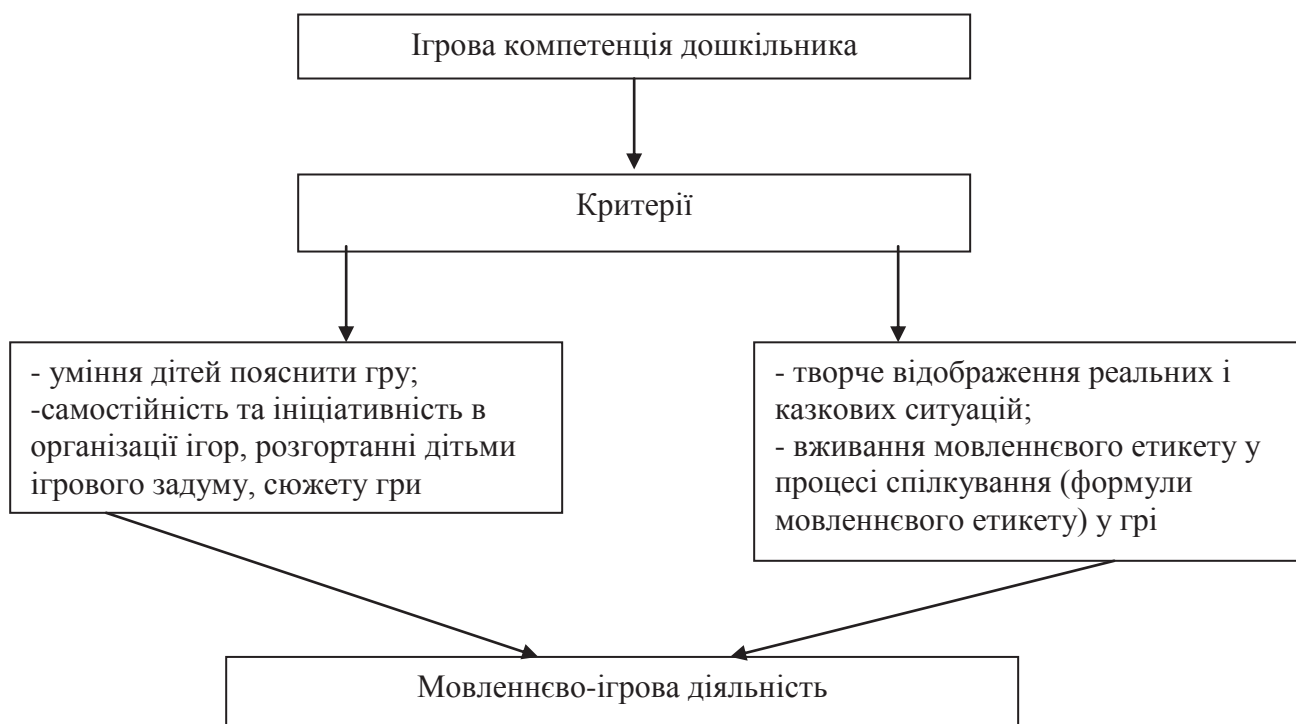 Ігрова компетенція дошкільника
Критерії
- уміння дітей пояснити гру;
-самостійність та ініціативність в
організації ігор, розгортанні дітьми
ігрового задуму, сюжету гри
- творче відображення реальних і
казкових ситуацій;
- вживання мовленнєвого етикету у
процесі спілкування (формули
мовленнєвого етикету) у грі
Мовленнєво-ігрова діяльність